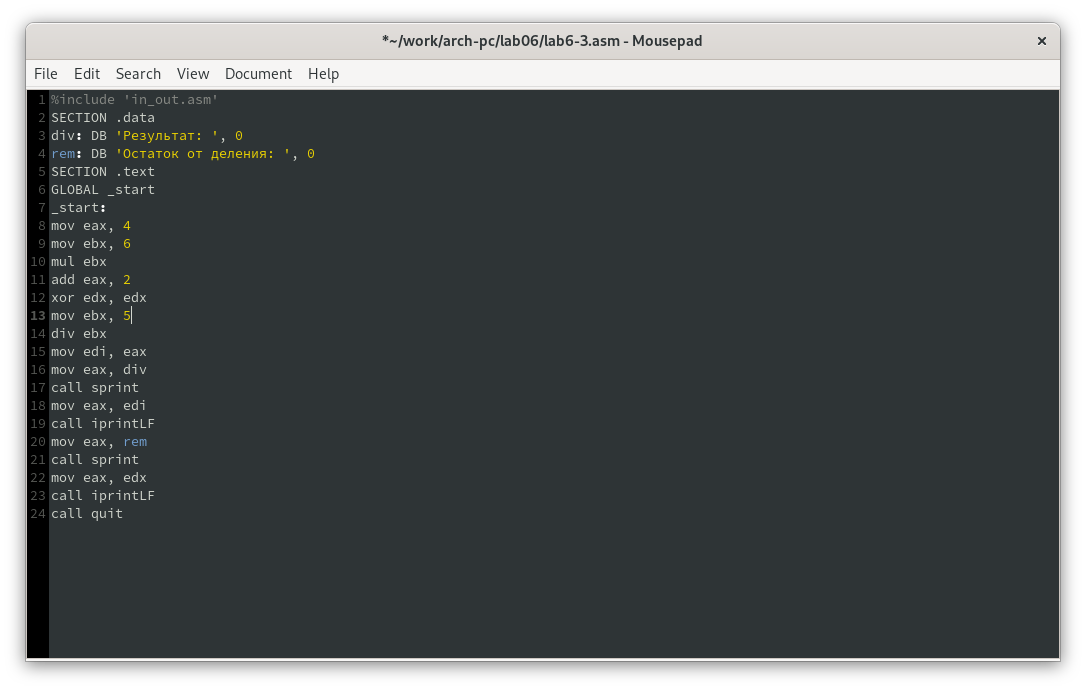 *~/work/arch-pc/lab06/lab6-3.asm - Mousepad
File Edit Search View Document Help
1 %include 'in_out.asm'
2 SECTION .data
3 div: DB 'Результат: ', 0
4 rem: DB 'Остаток от деления: ', 0
5 SECTION .text
6 GLOBAL _start
7 _start:
8 mov eax, 4
9 mov ebx, 6
10 mul ebx
11 add eax, 2
12 xor edx, edx
13 mov ebx, 5
14 div ebx
15 mov edi, eax
16 mov eax, div
17 call sprint
18 mov eax, edi
19 call iprintLF
20 mov eax, rem
21 call sprint
22 mov eax, edx
23 call iprintLF
24 call quit